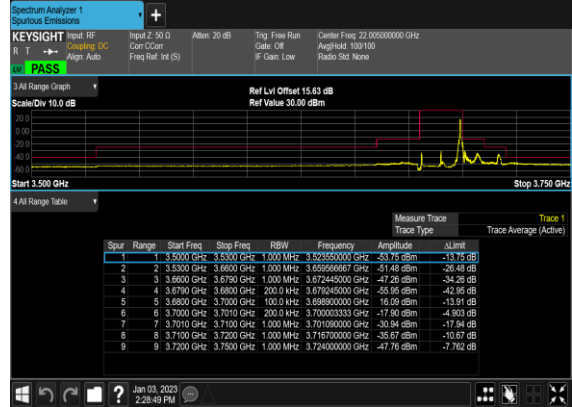 Spectrum Analyzer 1
Spurious Emissions
KEYSIGHT Input: RF Input Z: 50 Ω Atten: 20 dB Trig: Free Run Center Freq: 22.005000000 GHz
R T Coupling: DC Corr CCorr Gate: Off Avg|Hold: 100/100
Align: Auto Freq Ref: Int (S) IF Gain: Low Radio Std: None
PASS
3 All Range Graph
Ref Lvl Offset 15.63 dB
Scale/Div 10.0 dB Ref Value 30.00 dBm
20.0
0.00
-20.0
-40.0
-60.0
Start 3.500 GHz Stop 3.750 GHz
4 All Range Table
Measure Trace Trace 1
Trace Type Trace Average (Active)
Spur Range Start Freq Stop Freq RBW Frequency Amplitude ΔLimit
1 1 3.5000 GHz 3.5300 GHz 1.000 MHz 3.523550000 GHz -53.75 dBm -13.75 dB
2 2 3.5300 GHz 3.6600 GHz 1.000 MHz 3.659566667 GHz -51.48 dBm -26.48 dB
3 3 3.6600 GHz 3.6790 GHz 1.000 MHz 3.672445000 GHz -47.26 dBm -34.26 dB
4 4 3.6790 GHz 3.6800 GHz 200.0 kHz 3.679245000 GHz -55.95 dBm -42.95 dB
5 5 3.6800 GHz 3.7000 GHz 100.0 kHz 3.698900000 GHz 16.09 dBm -13.91 dB
6 6 3.7000 GHz 3.7010 GHz 200.0 kHz 3.700003333 GHz -17.90 dBm -4.903 dB
7 7 3.7010 GHz 3.7100 GHz 1.000 MHz 3.701090000 GHz -30.94 dBm -17.94 dB
8 8 3.7100 GHz 3.7200 GHz 1.000 MHz 3.716700000 GHz -35.67 dBm -10.67 dB
9 9 3.7200 GHz 3.7500 GHz 1.000 MHz 3.724000000 GHz -47.76 dBm -7.762 dB
Jan 03, 2023
2:28:49 PM